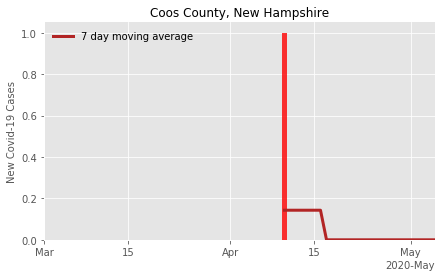 Coos County, New Hampshire
7 day moving average
New Covid-19 Cases
1.0
0.8
0.6
0.4
0.2
0.0
Mar 15 Apr 15 May
2020-May